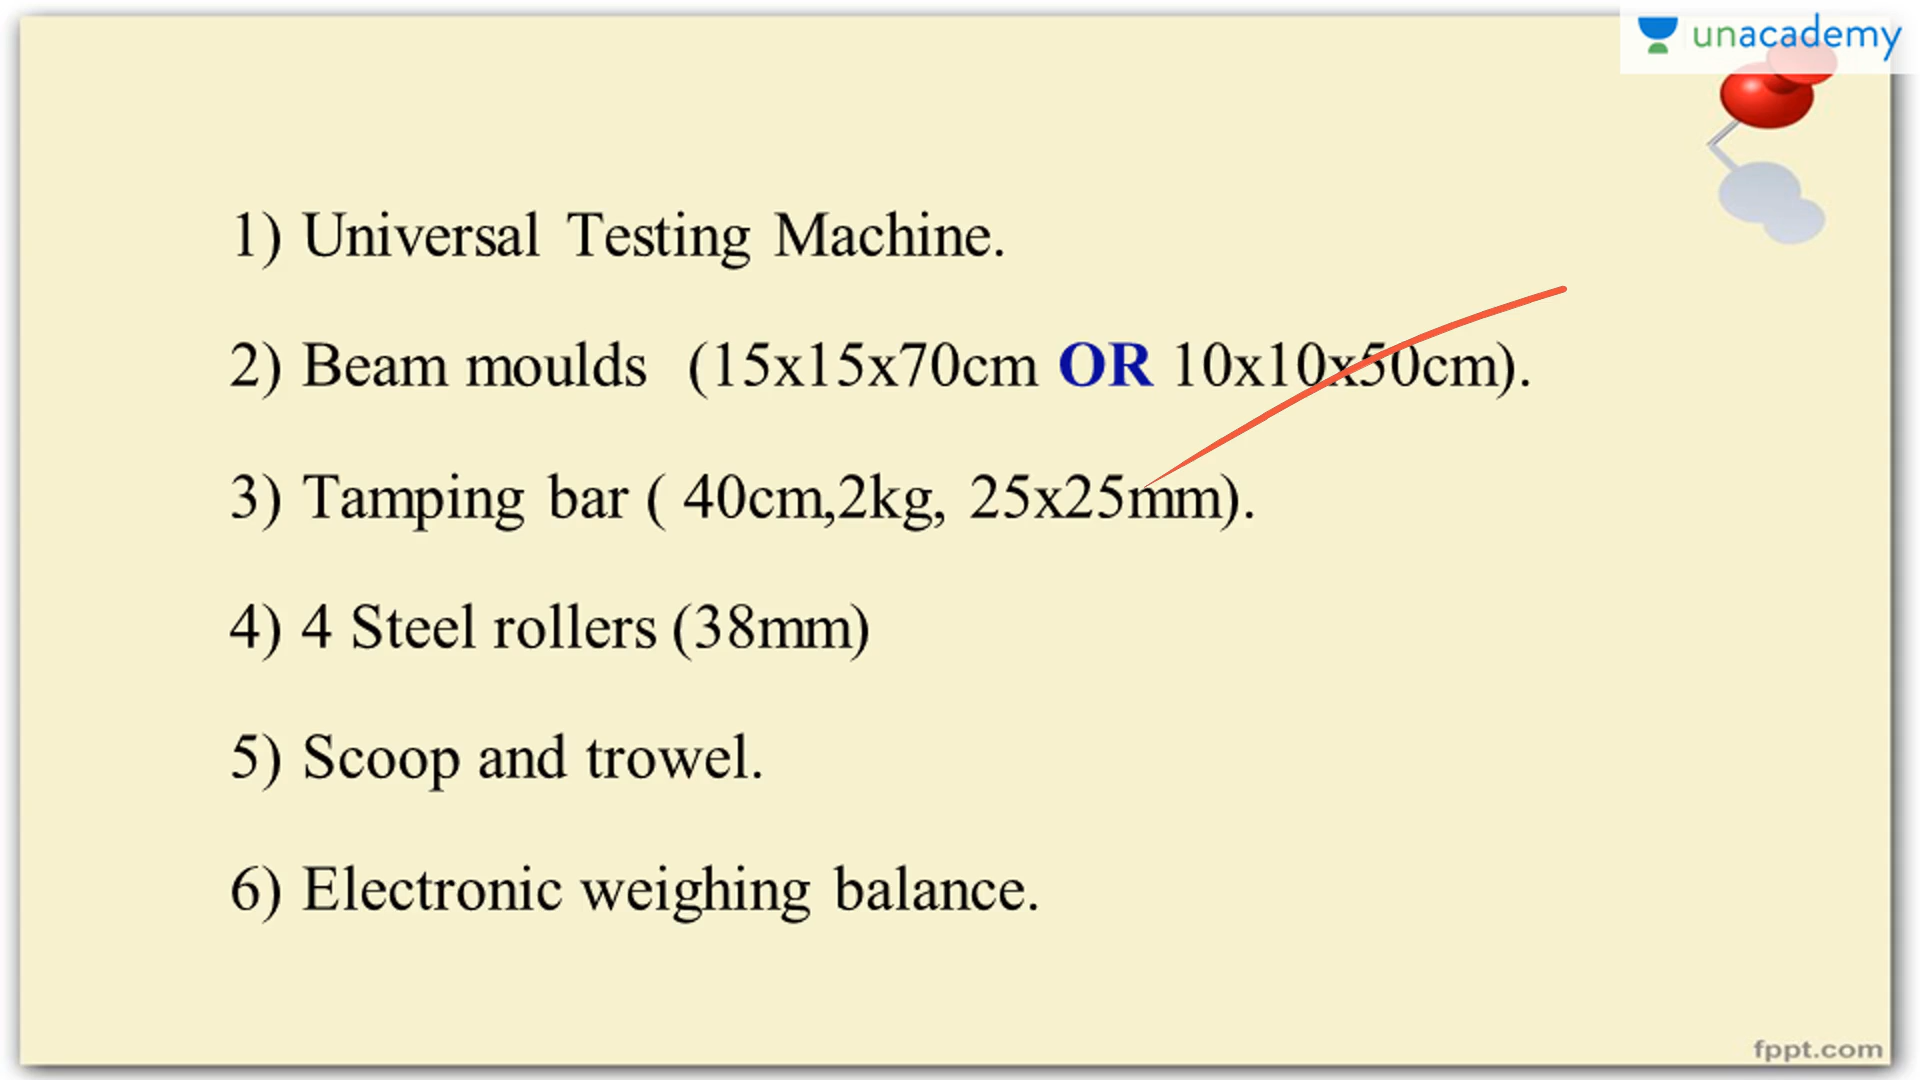 unacademy
1) Universal Testing Machine.
2) Beam moulds (15x15x70cm OR 10x10x50cm).
3) Tamping bar ( 40cm,2kg, 25x25mm).
4) 4 Steel rollers (38mm)
5) Scoop and trowel.
6) Electronic weighing balance.
fppt.com